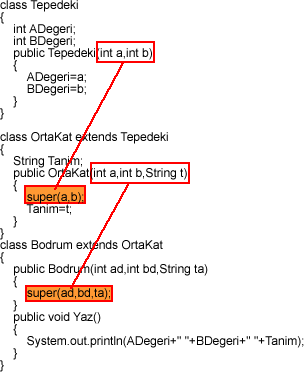 class Tepedeki
{
int ADegeri;
int BDegeri;
public Tepedeki(int a,int b)
{
ADegeri=a;
BDegeri=b;
}
}
class OrtaKat extends Tepedeki
{
String Tanim;
public OrtaKat(int a,int b,String t)
{
super(a,b);
Tanim=t;
}
}
class Bodrum extends OrtaKat
{
public Bodrum(int ad,int bd,String ta)
{
super(ad,bd,ta);
}
public void Yaz()
{
System.out.println(ADegeri+" "+BDegeri+" "+Tanim);
}
}